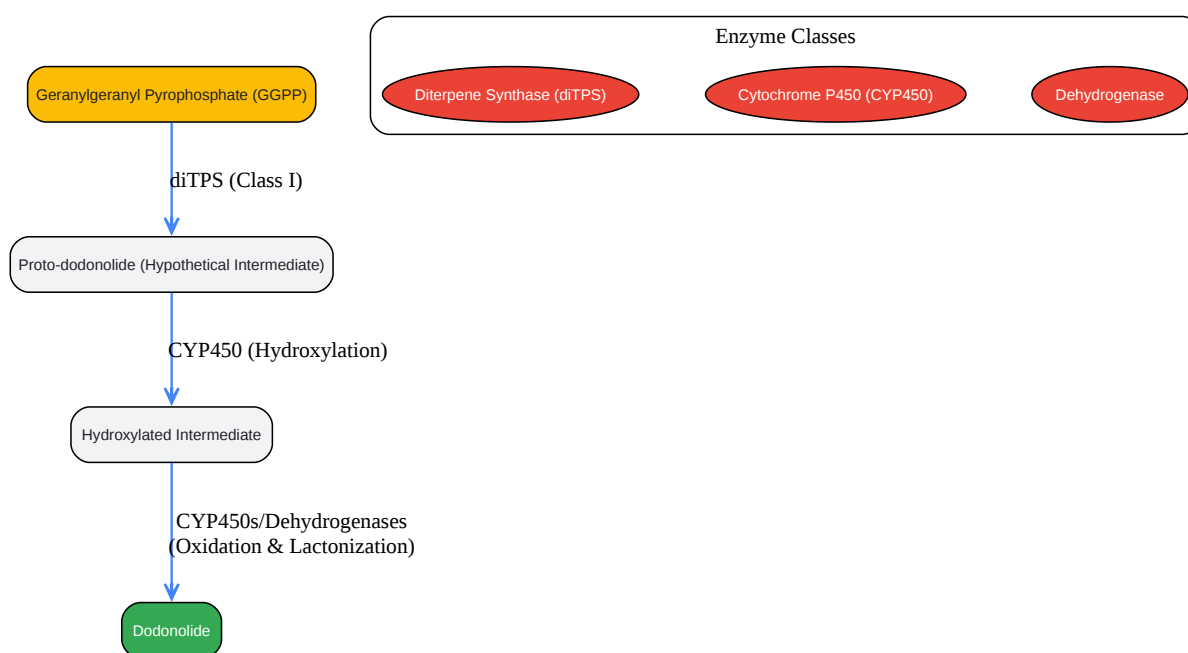 Enzyme Classes
Geranylgeranyl Pyrophosphate (GGPP)
Diterpene Synthase (diTPS)
Cytochrome P450 (CYP450)
Dehydrogenase
diTPS (Class I)
Proto-dodonolide (Hypothetical Intermediate)
CYP450 (Hydroxylation)
Hydroxylated Intermediate
CYP450s/Dehydrogenases
(Oxidation & Lactonization)
Dodonolide